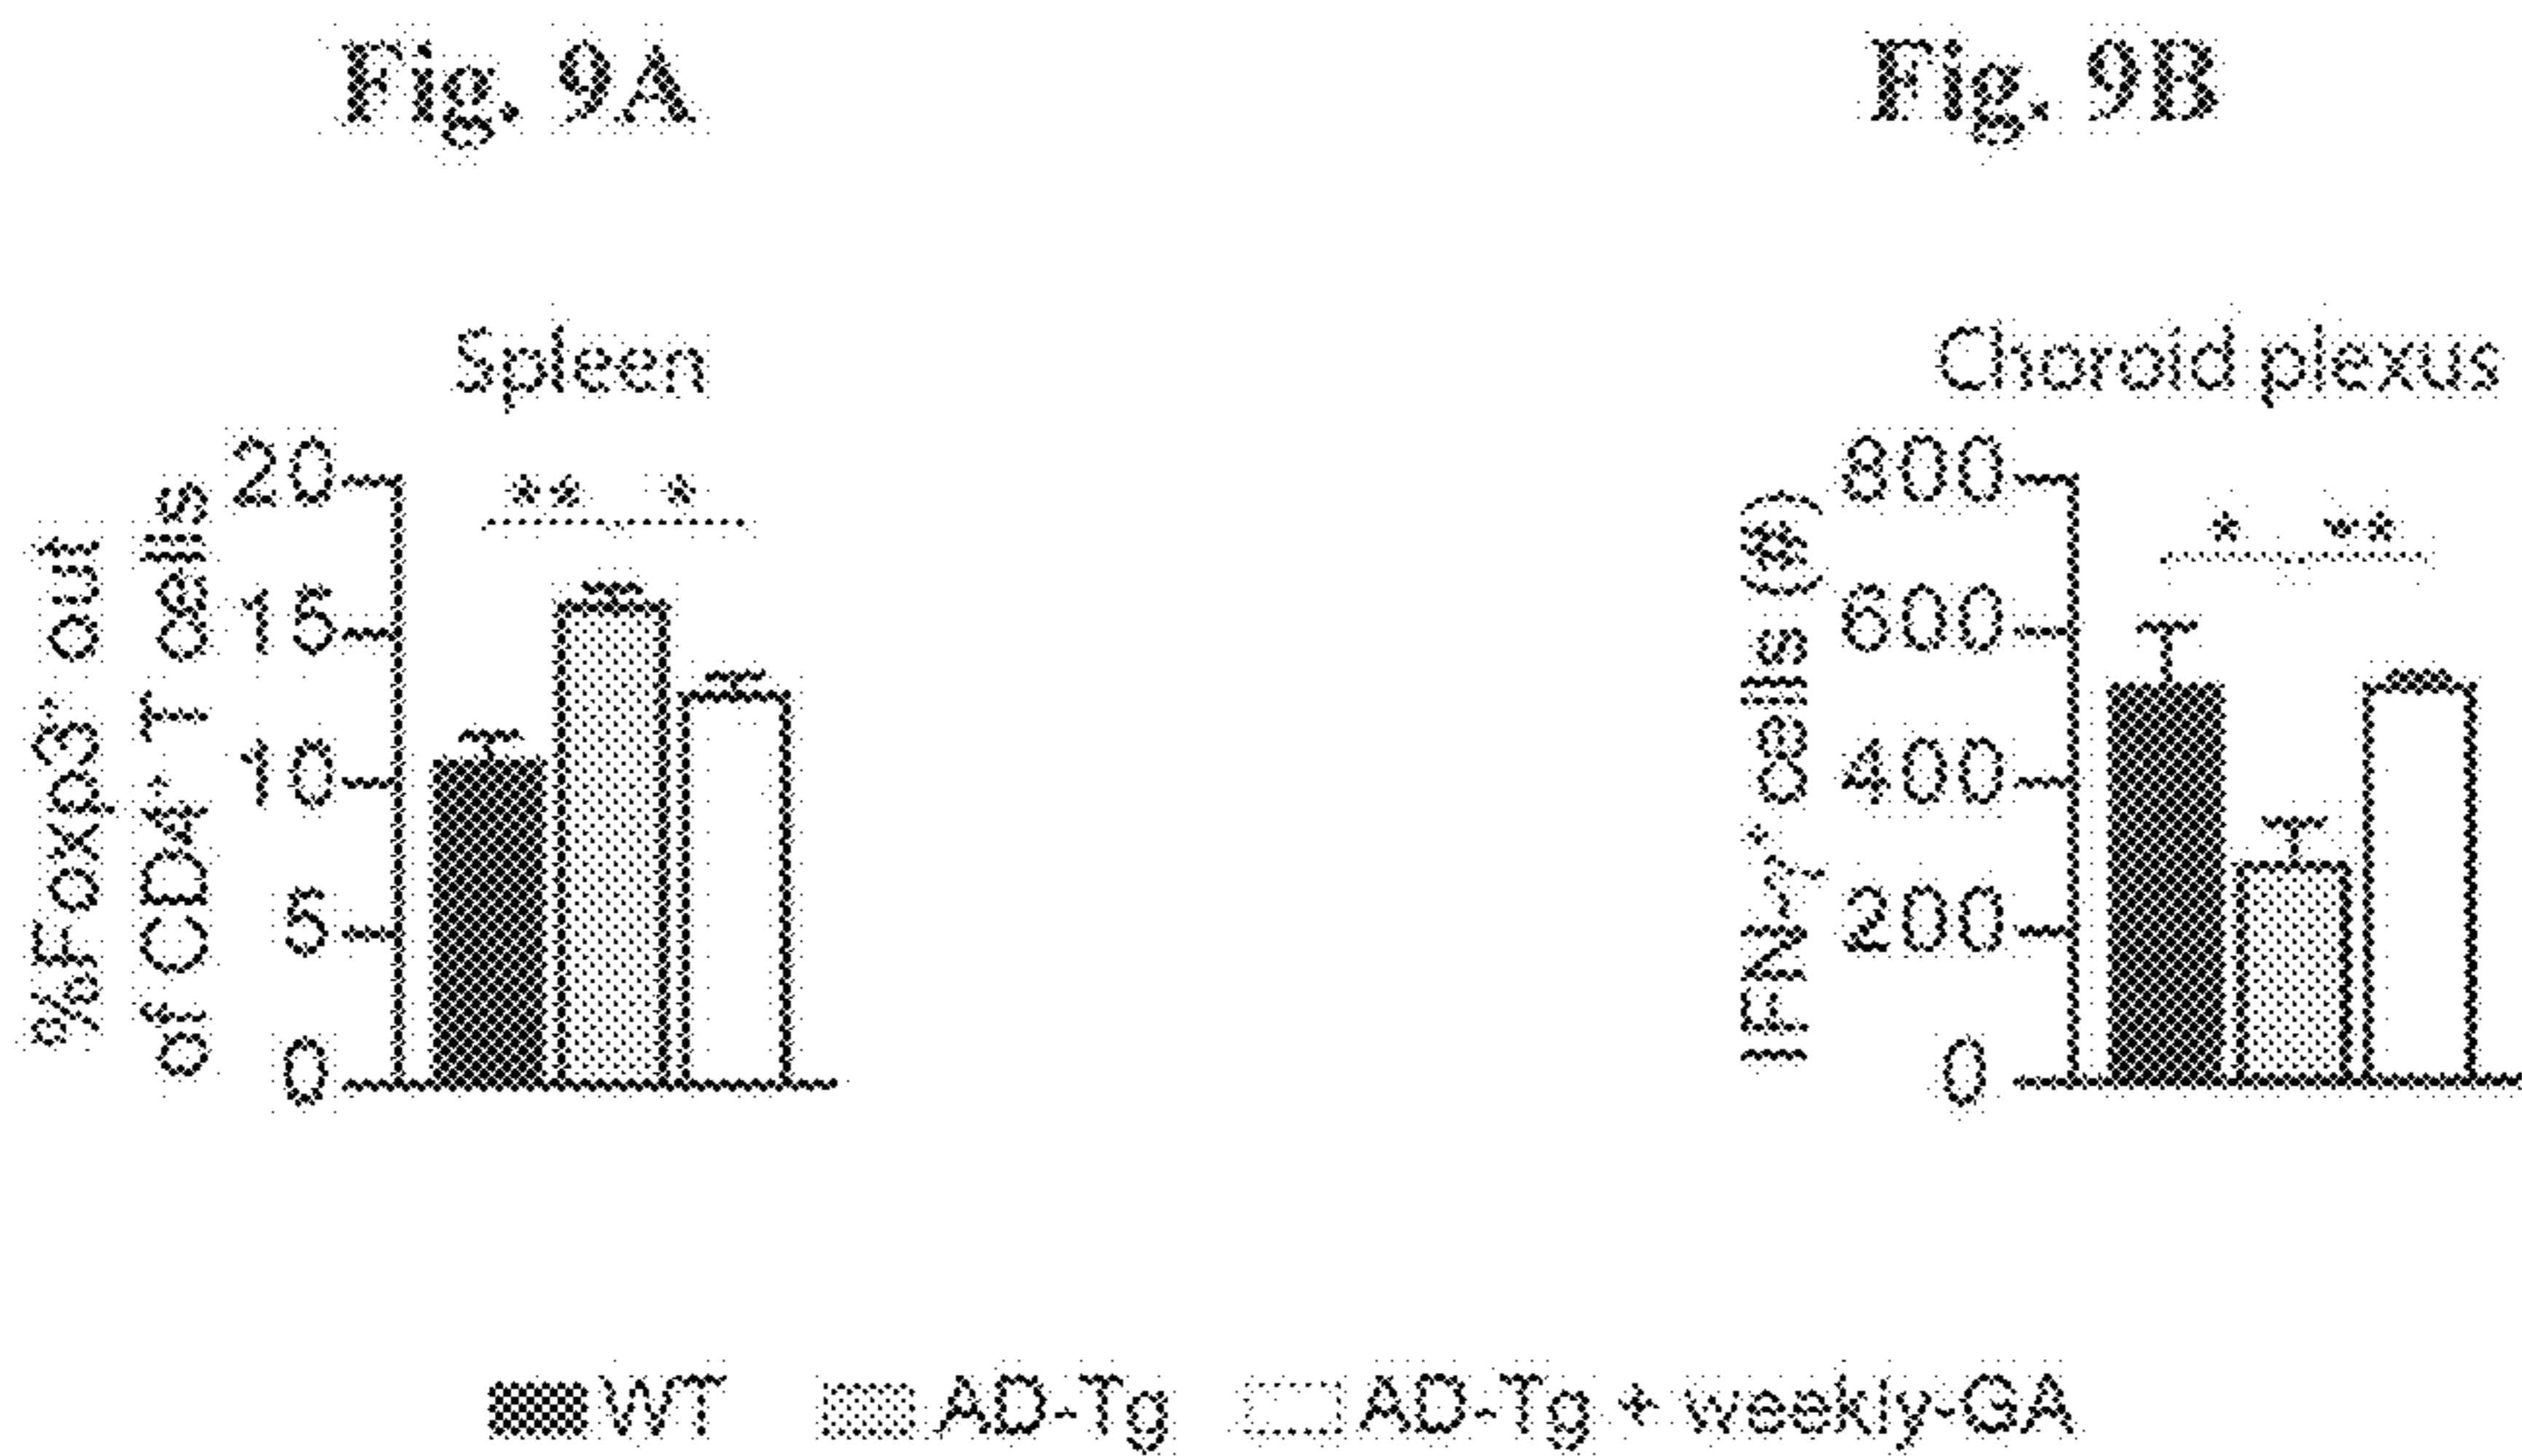 Fig. 9A
Fig. 9B
Spleen
%Foxp3⁺ out
of CD4⁺ T cells
20
15
10
5
0
** *
Choroid plexus
IFN-γ⁺ cells (#)
800
600
400
200
0
* **
WT AD-Tg AD-Tg + weekly-GA